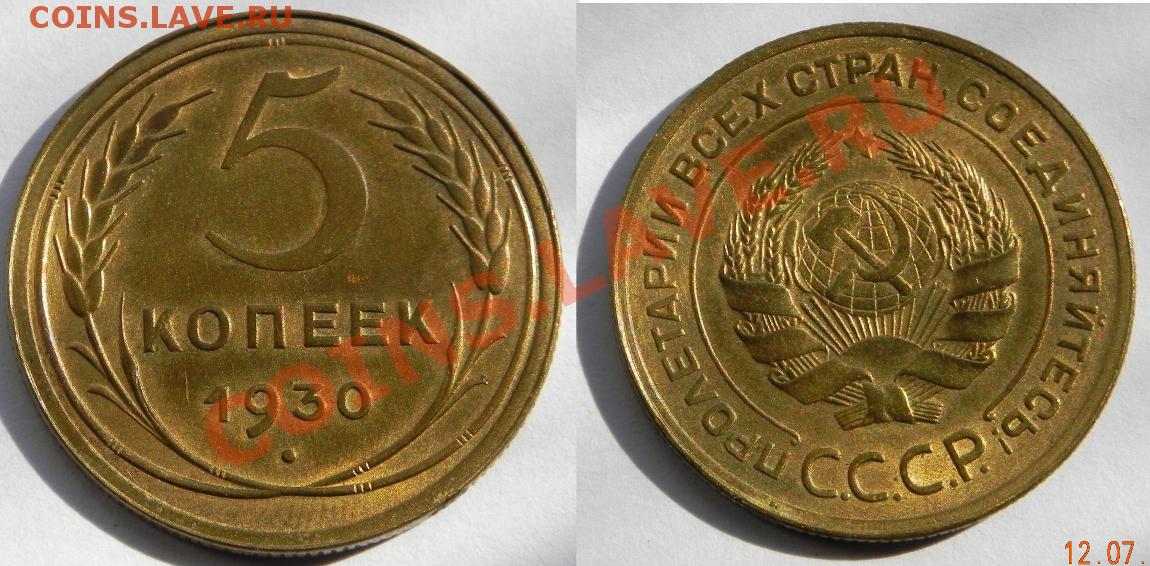 COINS.LAVE.RU
5
КОПЕЕК
1930
COINS.LAVE.RU
ПРОЛЕТАРИИ ВСЕХ СТРАН, СОЕДИНЯЙТЕСЬ!
С.С.С.Р.
12.07.